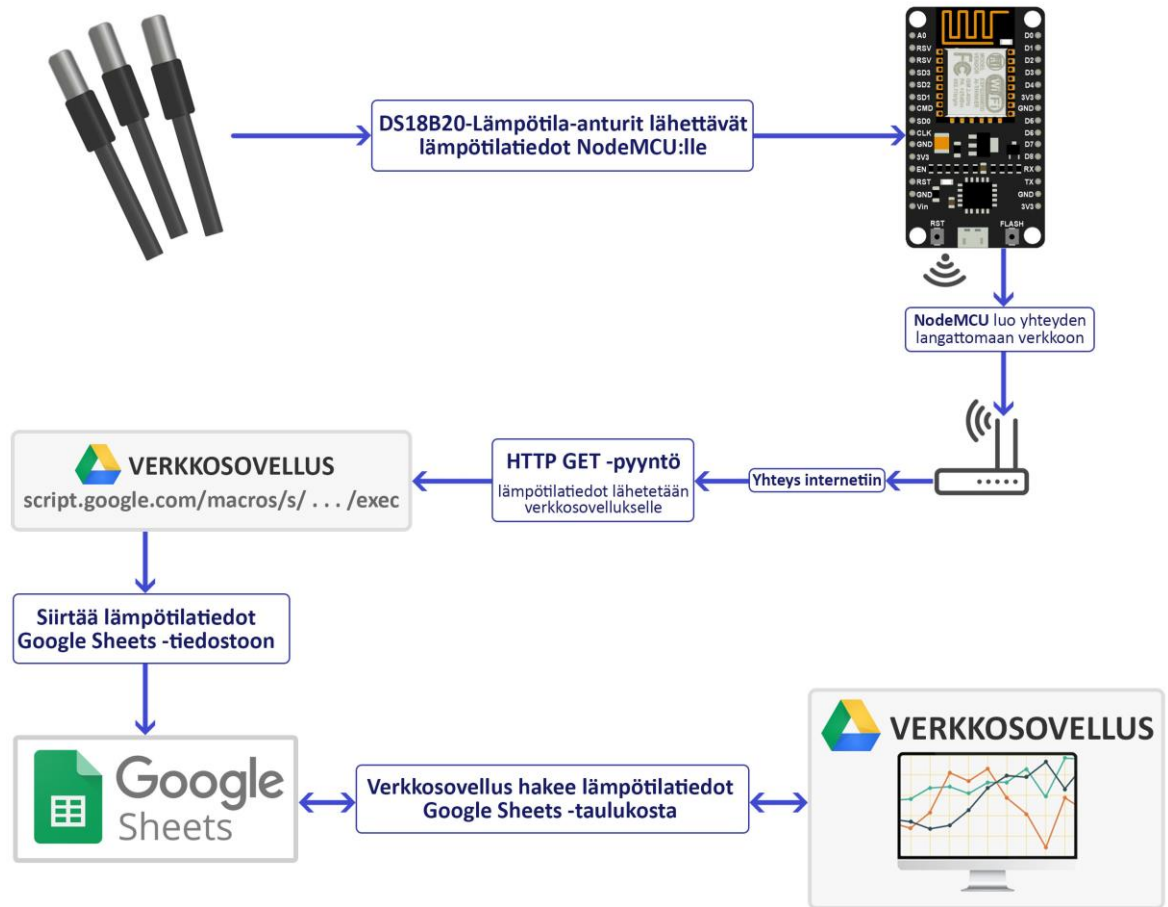 DS18B20-Lämpötila-anturit lähettävät
lämpötilatiedot NodeMCU:lle
A0
RSV
RSV
SD3
SD2
SD1
CMD
SD0
CLK
GND
3V3
EN
RST
GND
Vin
D0
D1
D2
D3
D4
3V3
GND
D6
D6
D7
D8
RX
TX
GND
3V3
WiFi
RST
FLASH
NodeMCU luo yhteyden
langattomaan verkkoon
Yhteys internetiin
HTTP GET -pyyntö
lämpötilatiedot lähetetään
verkkosovellukselle
VERKKOSOVELLUS
script.google.com/macros/s/ . . . /exec
Siirtää lämpötilatiedot
Google Sheets -tiedostoon
Google
Sheets
Verkkosovellus hakee lämpötilatiedot
Google Sheets -taulukosta
VERKKOSOVELLUS